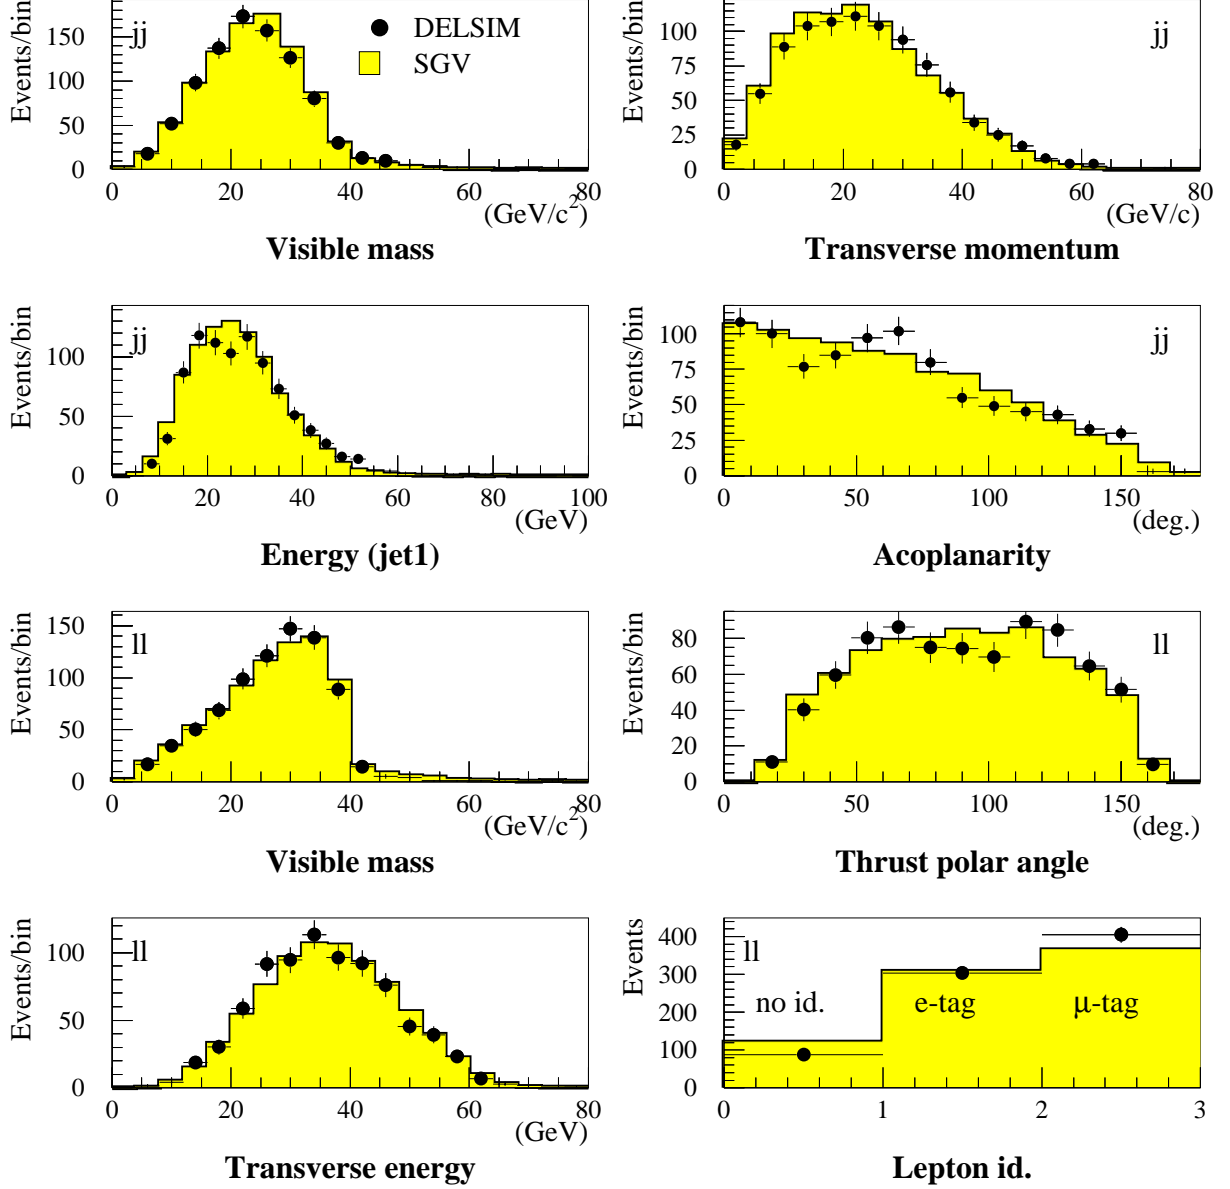 Events/bin
150
100
50
0
jj
DELSIM
SGV
0 20 40 60 80
(GeV/c2)
Visible mass
Events/bin
100
75
50
25
0
jj
0 20 40 60 80
(GeV/c)
Transverse momentum
Events/bin
100
50
0
jj
0 20 40 60 80 100
(GeV)
Energy (jet1)
Events/bin
100
75
50
25
0
jj
0 50 100 150
(deg.)
Acoplanarity
Events/bin
150
100
50
0
ll
0 20 40 60 80
(GeV/c2)
Visible mass
Events/bin
80
60
40
20
0
ll
0 50 100 150
(deg.)
Thrust polar angle
Events/bin
100
50
0
ll
0 20 40 60 80
(GeV)
Transverse energy
Events
400
300
200
100
0
ll
no id. e-tag μ-tag
0 1 2 3
Lepton id.